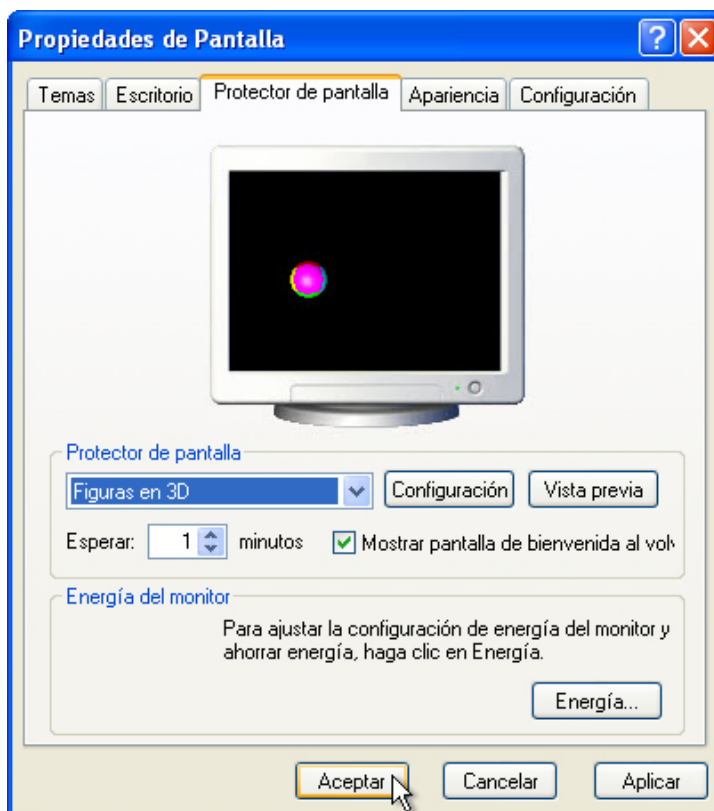 Propiedades de Pantalla
Temas Escritorio Protector de pantalla Apariencia Configuración
Protector de pantalla
Figuras en 3D Configuración Vista previa
Esperar: 1 minutos Mostrar pantalla de bienvenida al volv
Energía del monitor
Para ajustar la configuración de energía del monitor y
ahorrar energía, haga clic en Energía.
Energía...
Aceptar Cancelar Aplicar